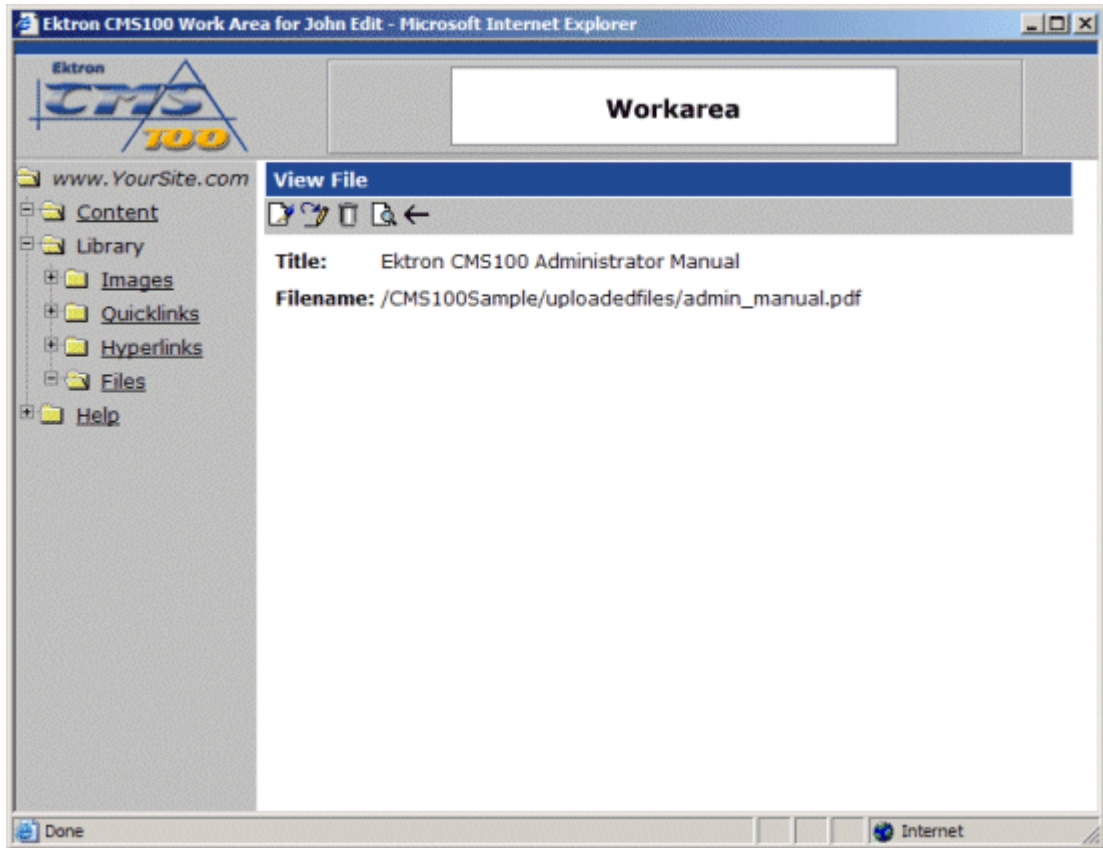 Ektron CMS100 Work Area for John Edit - Microsoft Internet Explorer
Ektron
CMS
100
Workarea
www.YourSite.com
Content
Library
Images
Quicklinks
Hyperlinks
Files
Help
View File
Title: Ektron CMS100 Administrator Manual
Filename: /CMS100Sample/uploadedfiles/admin_manual.pdf
Done
Internet